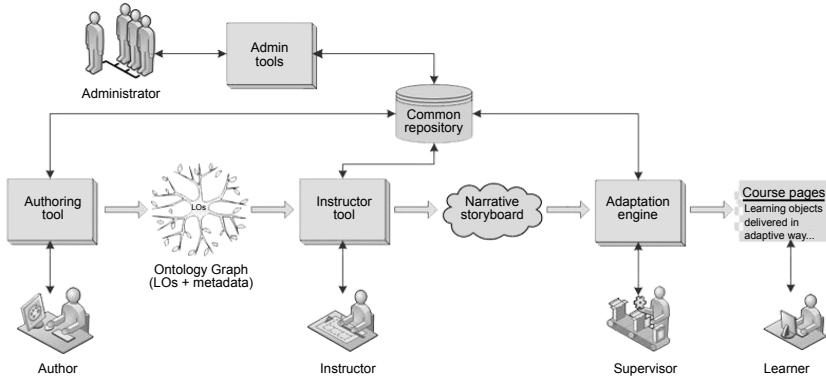 Admin
tools
Administrator
Common
repository
Authoring
tool
LOs
Ontology Graph
(LOs + metadata)
Instructor
tool
Narrative
storyboard
Adaptation
engine
Course pages
Learning objects
delivered in
adaptive way...
Author
Instructor
Supervisor
Learner